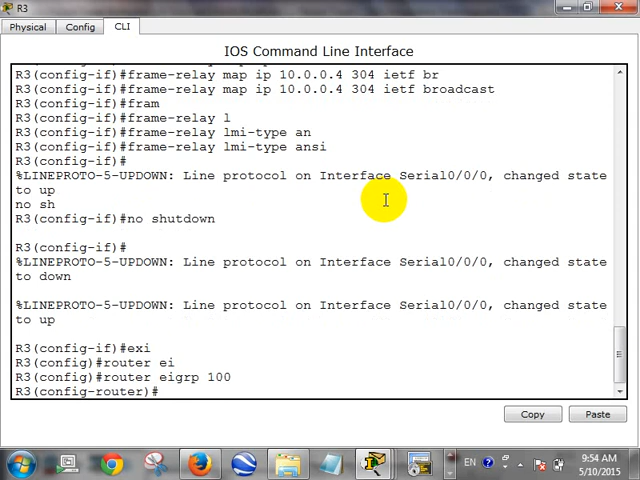 R3
Physical
Config
CLI
IOS Command Line Interface
R3(config-if)#frame-relay map ip 10.0.0.4 304 ietf br
R3(config-if)#frame-relay map ip 10.0.0.4 304 ietf broadcast
R3(config-if)#fram
R3(config-if)#frame-relay l
R3(config-if)#frame-relay lmi-type an
R3(config-if)#frame-relay lmi-type ansi
R3(config-if)#
%LINEPROTO-5-UPDOWN: Line protocol on Interface Serial0/0/0, changed state
to up
no sh
R3(config-if)#no shutdown
R3(config-if)#
%LINEPROTO-5-UPDOWN: Line protocol on Interface Serial0/0/0, changed state
to down
%LINEPROTO-5-UPDOWN: Line protocol on Interface Serial0/0/0, changed state
to up
R3(config-if)#exi
R3(config)#router ei
R3(config)#router eigrp 100
R3(config-router)#
Copy
Paste
EN
9:54 AM
5/10/2015